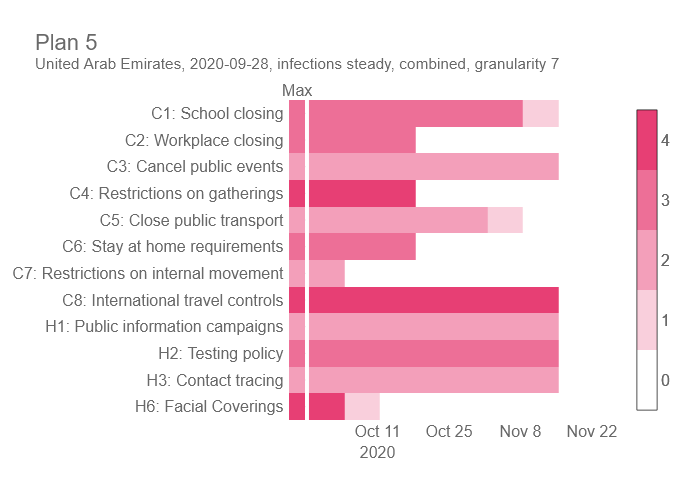 Plan 5
United Arab Emirates, 2020-09-28, infections steady, combined, granularity 7
Max
C1: School closing
C2: Workplace closing
C3: Cancel public events
C4: Restrictions on gatherings
C5: Close public transport
C6: Stay at home requirements
C7: Restrictions on internal movement
C8: International travel controls
H1: Public information campaigns
H2: Testing policy
H3: Contact tracing
H6: Facial Coverings
Oct 11
2020
Oct 25
Nov 8
Nov 22
4
3
2
1
0